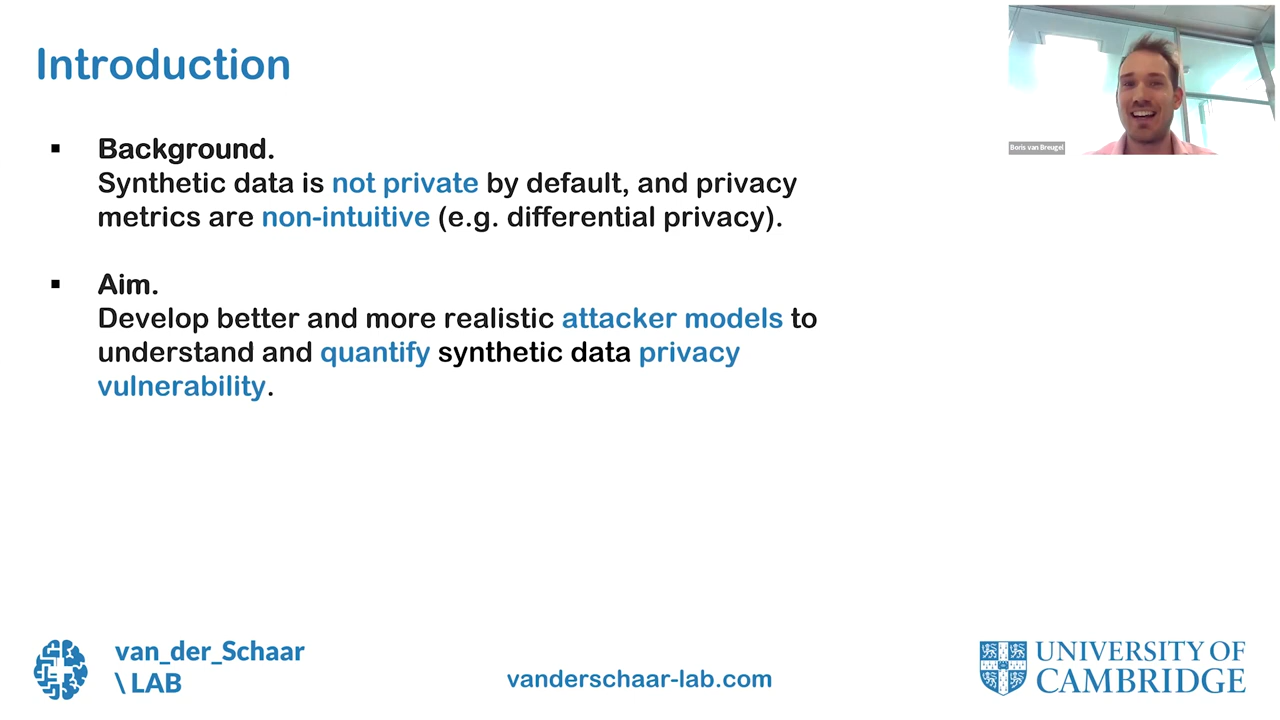 Introduction
Boris van Breugel
▪ Background.
Synthetic data is not private by default, and privacy
metrics are non-intuitive (e.g. differential privacy).
▪ Aim.
Develop better and more realistic attacker models to
understand and quantify synthetic data privacy
vulnerability.
van_der_Schaar
\ LAB
vanderschaar-lab.com
UNIVERSITY OF
CAMBRIDGE